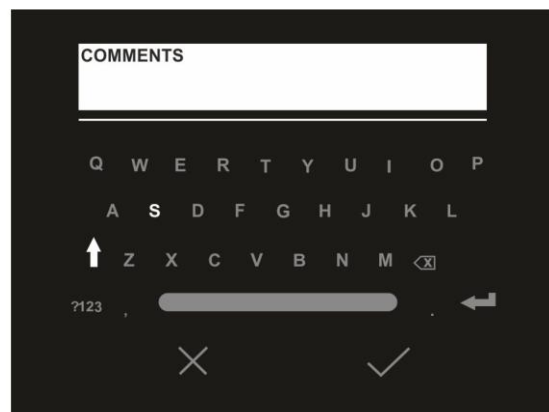 COMMENTS
Q W E R T Y U I O P
A S D F G H J K L
Z X C V B N M
?123 , .